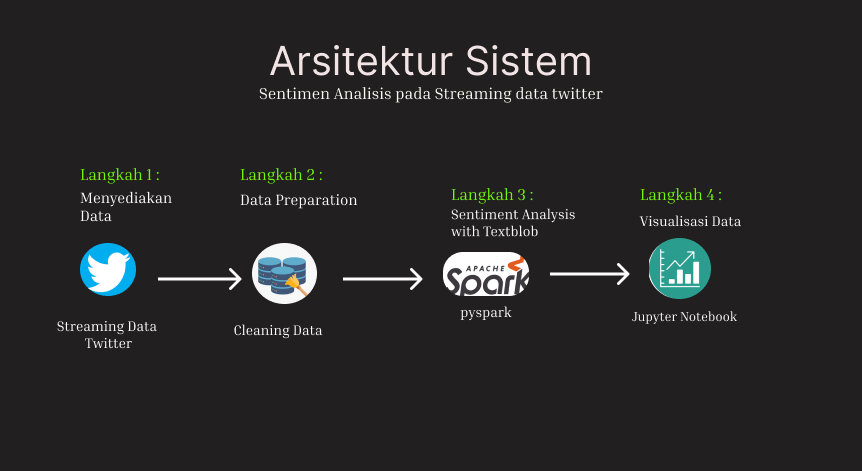 Arsitektur Sistem
Sentimen Analisis pada Streaming data twitter
Langkah 1 :
Menyediakan
Data
Streaming Data
Twitter
Langkah 2 :
Data Preparation
Cleaning Data
Langkah 3 :
Sentiment Analysis
with Textblob
APACHE
Spark
pyspark
Langkah 4 :
Visualisasi Data
Jupyter Notebook